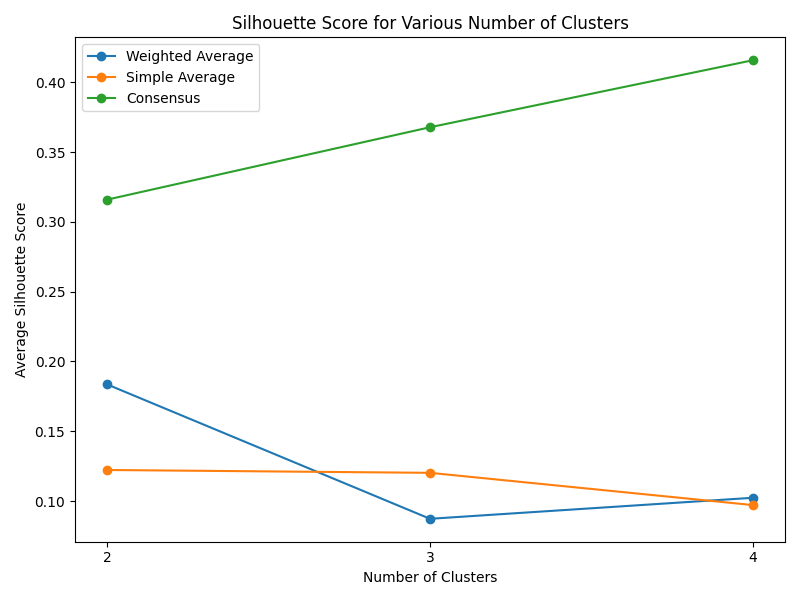 Silhouette Score for Various Number of Clusters
Weighted Average
Simple Average
Consensus
0.40
0.35
0.30
0.25
0.20
0.15
0.10
Average Silhouette Score
2
3
4
Number of Clusters